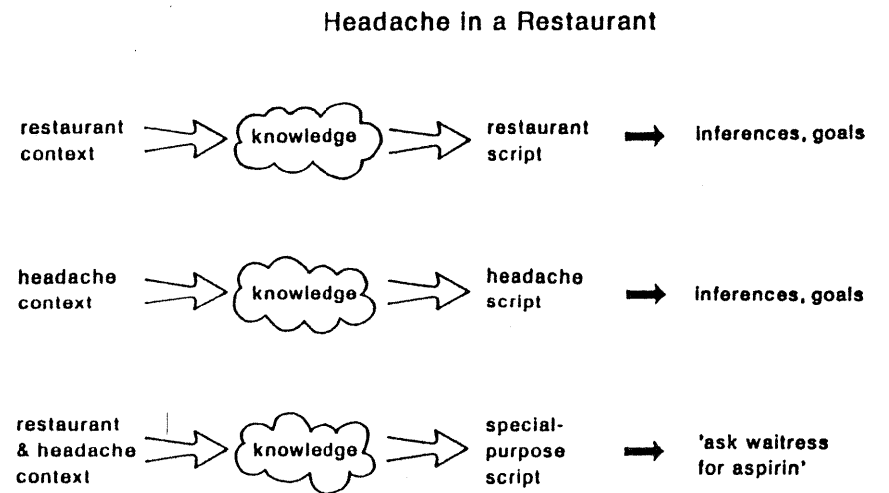 Headache in a Restaurant
restaurant
context
knowledge
restaurant
script
inferences, goals
headache
context
knowledge
headache
script
inferences, goals
restaurant
& headache
context
knowledge
special-
purpose
script
'ask waitress
for aspirin'